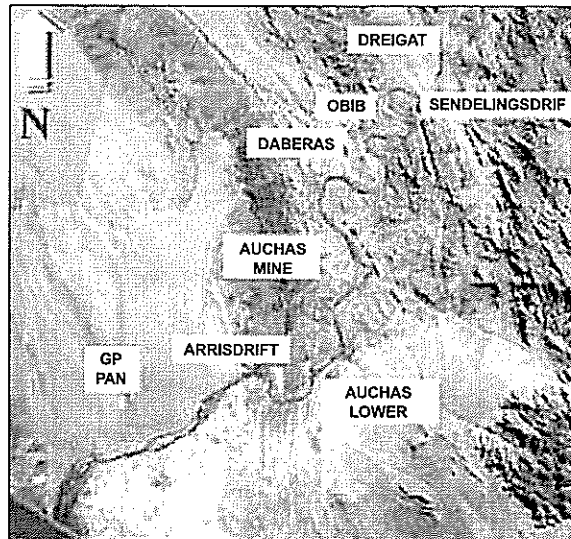 DREIGAT
OBIB
SENDELINGSDRIF
N
DABERAS
AUCHAS
MINE
ARRISDRIFT
GP
PAN
AUCHAS
LOWER